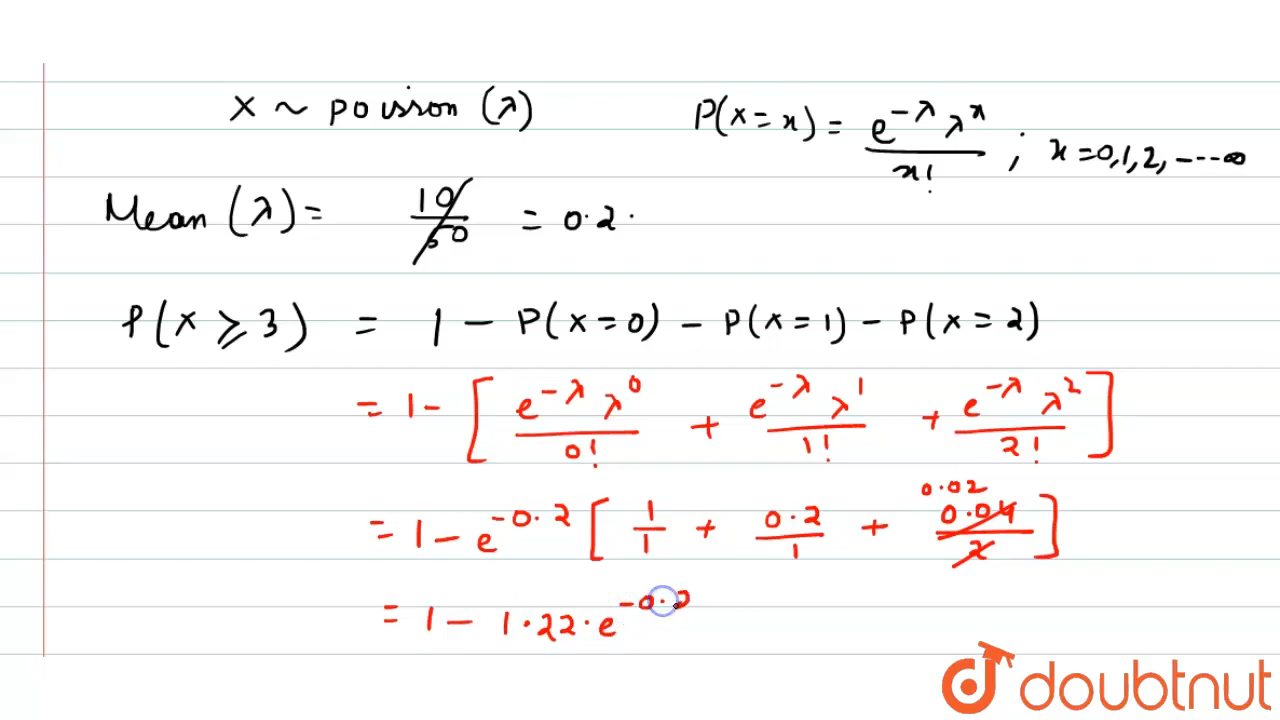 X ~ poisson (λ) P(X = x) = e^{-λ} λ^x / x! ; x = 0, 1, 2, ----∞
Mean (λ) = 10/50 = 0.2.
P(X ⩾ 3) = 1 - P(X = 0) - P(X = 1) - P(X = 2)
= 1 - [ e^{-λ} λ^0 / 0! + e^{-λ} λ^1 / 1! + e^{-λ} λ^2 / 2! ]
0.02
= 1 - e^{-0.2} [ 1/1 + 0.2/1 + 0.04/2 ]
= 1 - 1.22 . e^{-0.2}
doubtnut